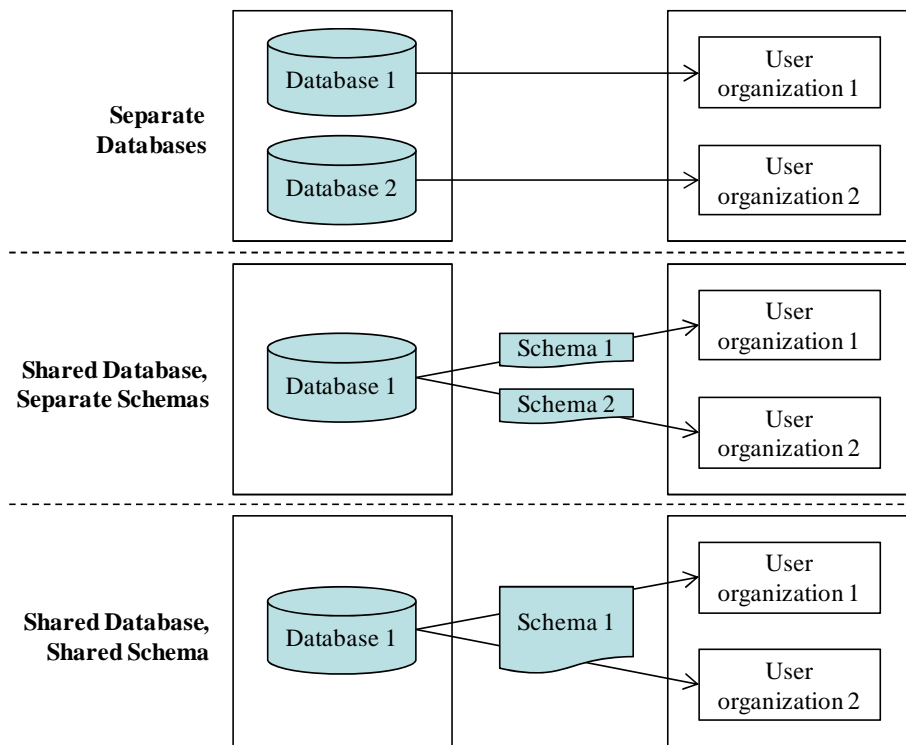 Separate
Databases
Database 1
Database 2
User
organization 1
User
organization 2
Shared Database,
Separate Schemas
Database 1
Schema 1
Schema 2
User
organization 1
User
organization 2
Shared Database,
Shared Schema
Database 1
Schema 1
User
organization 1
User
organization 2